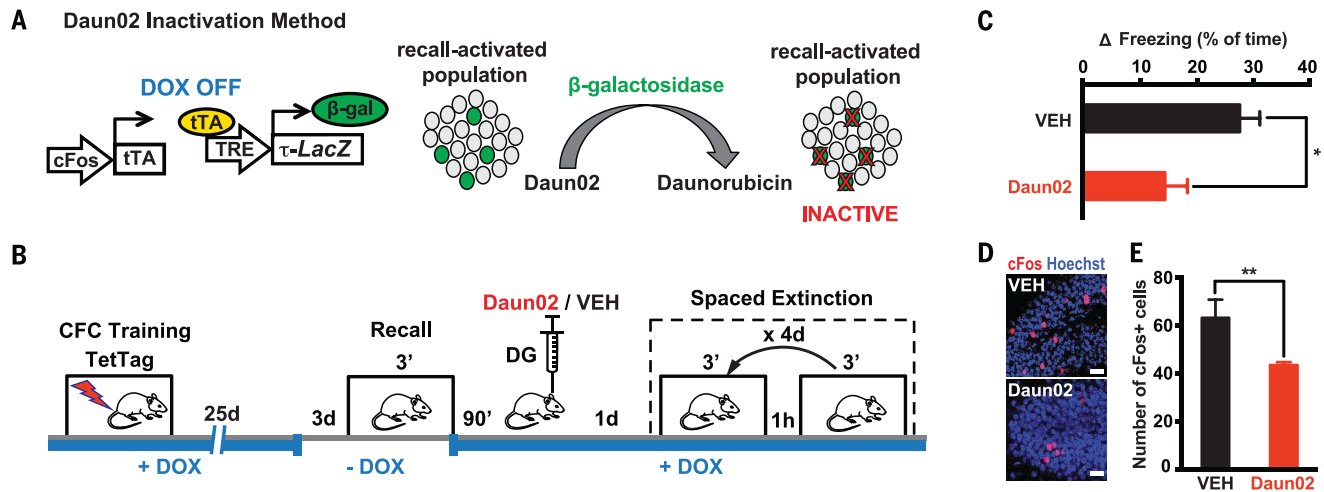 A
Daun02 Inactivation Method
DOX OFF
cFos
tTA
tTA
TRE
β-gal
τ-LacZ
recall-activated
population
β-galactosidase
Daun02
Daunorubicin
recall-activated
population
INACTIVE
B
CFC Training
TetTag
25d
3d
Recall
3’
90’
Daun02 / VEH
DG
1d
Spaced Extinction
x 4d
3’
3’
1h
+ DOX
- DOX
+ DOX
C
Δ Freezing (% of time)
0 10 20 30 40
VEH
Daun02
*
D
cFos Hoechst
VEH
Daun02
E
Number of cFos+ cells
80
60
40
20
0
**
VEH Daun02